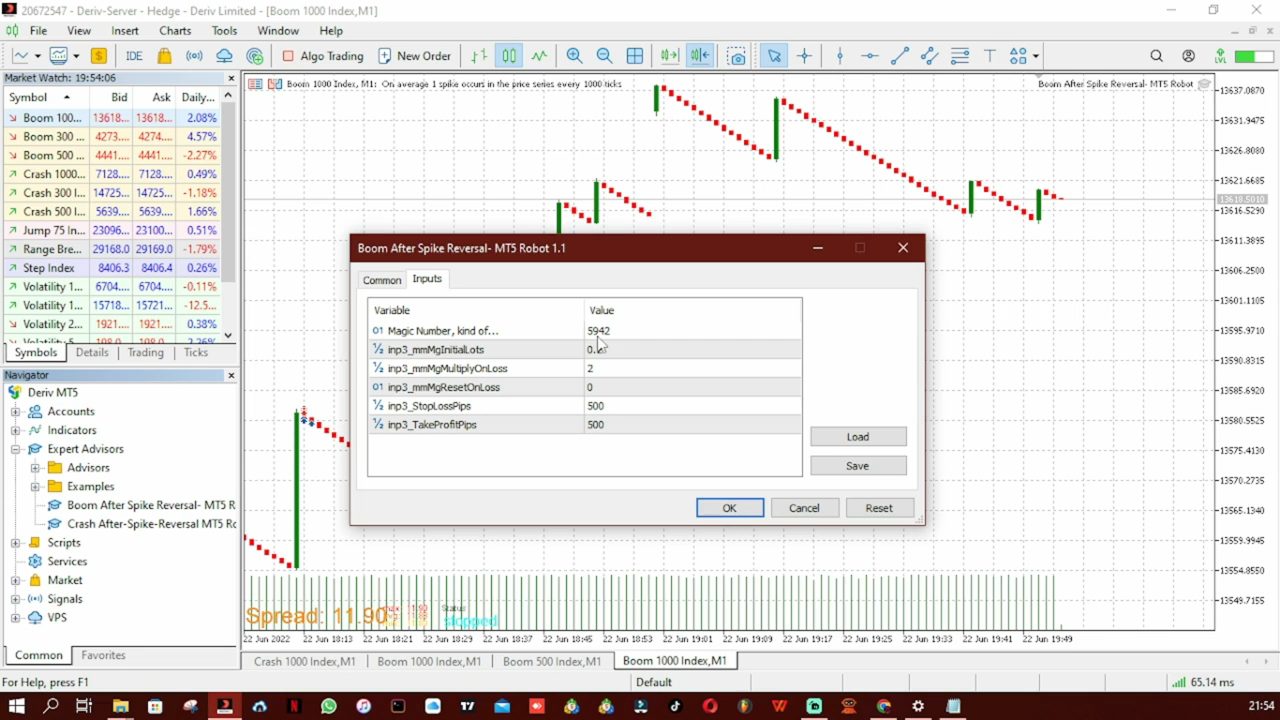 20672547 - Deriv-Server - Hedge - Deriv Limited - [Boom 1000 Index,M1]
File View Insert Charts Tools Window Help
IDE Algo Trading New Order
Market Watch: 19:54:06
Symbol Bid Ask Daily...
Boom 100... 13618... 13618... 2.08%
Boom 300 ... 4273.... 4274.... 4.57%
Boom 500 ... 4441.... 4441.... -2.27%
Crash 1000... 7128.... 7128.... 0.49%
Crash 300 I... 14725... 14725... -1.18%
Crash 500 I... 5639.... 5639.... 1.66%
Jump 75 In... 23096... 23100... 0.51%
Range Bre... 29168.0 29169.0 -1.79%
Step Index 8406.3 8406.4 0.26%
Volatility 1... 6704.... 6704.... -0.11%
Volatility 1... 15718... 15721... -12.5...
Volatility 2... 1921.... 1921.... 0.38%
Symbols Details Trading Ticks
Navigator
Deriv MT5
Accounts
Indicators
Expert Advisors
Advisors
Examples
Boom After Spike Reversal- MT5 R
Crash After-Spike-Reversal MT5 Ro
Scripts
Services
Market
Signals
VPS
Common Favorites
Boom 1000 Index, M1: On average 1 spike occurs in the price series every 1000 ticks
Boom After Spike Reversal- MT5 Robot
13637.0870
13631.9475
13626.8080
13621.6685
13618.5010
13616.5290
13611.3895
13606.2500
13601.1105
13595.9710
13590.8315
13585.6920
13580.5525
13575.4130
13570.2735
13565.1340
13559.9945
13554.8550
13549.7155
Boom After Spike Reversal- MT5 Robot 1.1
Common Inputs
Variable Value
Magic Number, kind of... 5942
inp3_mmMgInitialLots
inp3_mmMgMultiplyOnLoss 2
inp3_mmMgResetOnLoss 0
inp3_StopLossPips 500
inp3_TakeProfitPips 500
Load
Save
OK Cancel Reset
Spread: 11.90
Status
stopped
22 Jun 2022 22 Jun 18:13 22 Jun 18:21 22 Jun 18:29 22 Jun 18:37 22 Jun 18:45 22 Jun 18:53 22 Jun 19:01 22 Jun 19:09 22 Jun 19:17 22 Jun 19:25 22 Jun 19:33 22 Jun 19:41 22 Jun 19:49
Crash 1000 Index,M1 Boom 1000 Index,M1 Boom 500 Index,M1 Boom 1000 Index,M1
For Help, press F1 Default 65.14 ms
21:54